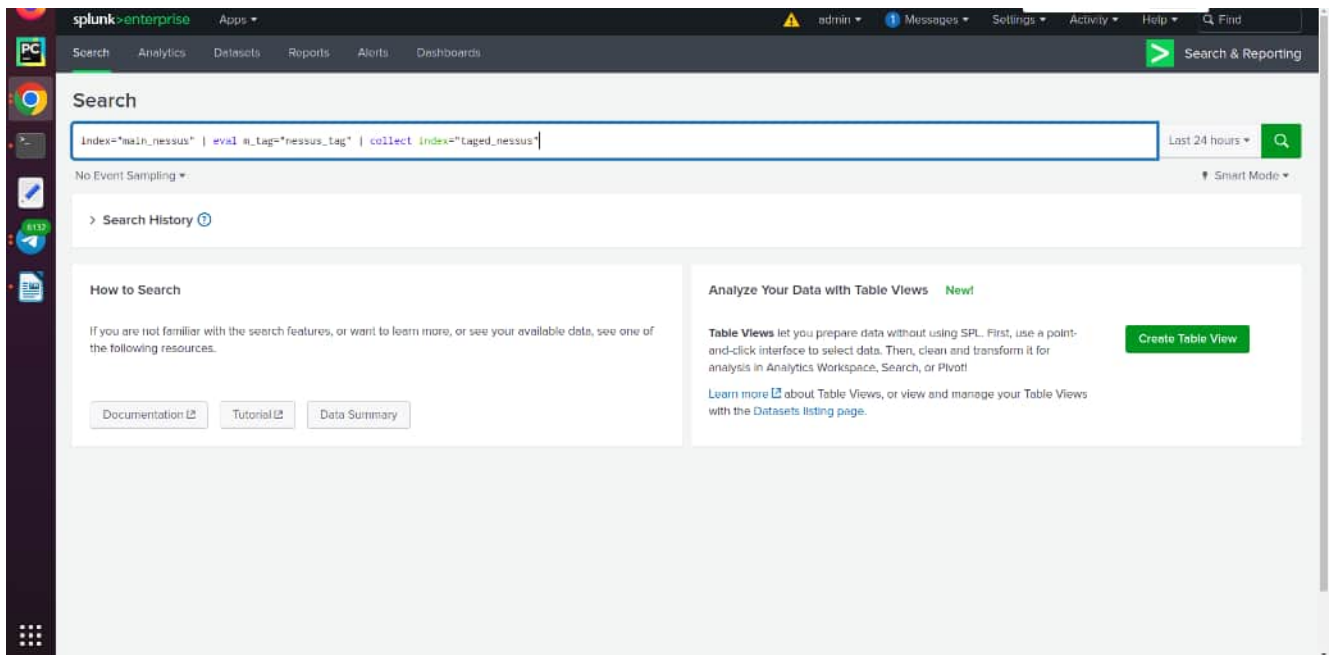 splunk>enterprise Apps admin 1 Messages Settings Activity Help Find
PC
Search Analytics Datasets Reports Alerts Dashboards > Search & Reporting
Search
index="main_nessus" | eval m_tag="nessus_tag" | collect index="taged_nessus" Last 24 hours
No Event Sampling Smart Mode
6132
> Search History ?
How to Search
If you are not familiar with the search features, or want to learn more, or see your available data, see one of
the following resources.
Documentation Tutorial Data Summary
Analyze Your Data with Table Views New!
Table Views let you prepare data without using SPL. First, use a point-
and-click interface to select data. Then, clean and transform it for
analysis in Analytics Workspace, Search, or Pivot!
Learn more about Table Views, or view and manage your Table Views
with the Datasets listing page.
Create Table View